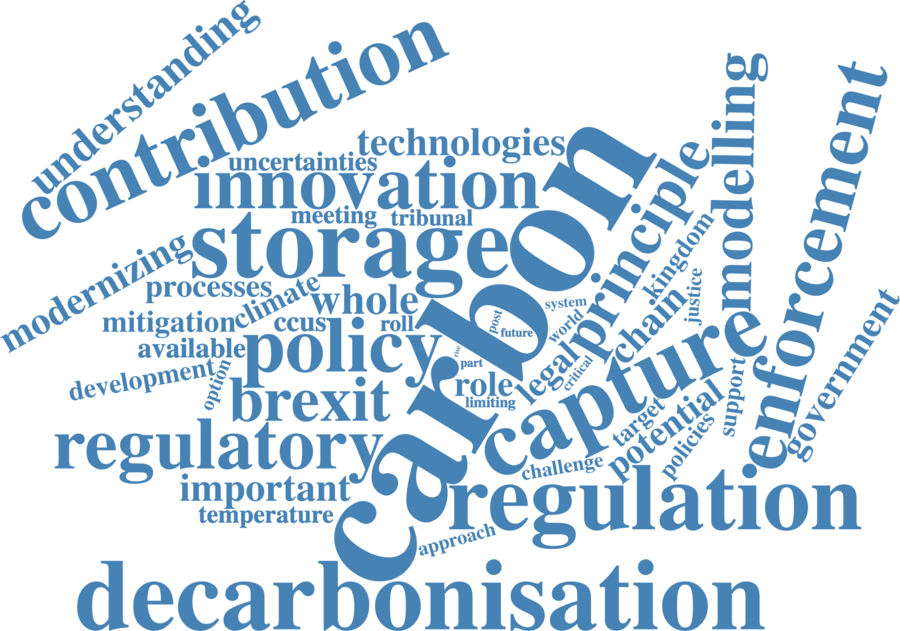 understanding
contribution
technologies
uncertainties
innovation
meeting
tribunal
storage
carbon
principle
modelling
enforcement
kingdom
modernizing
processes
climate
whole
mitigation
ccus
roll
available
policy
development
option
brexit
regulatory
important
temperature
system
world
post
future
rise
part
role
limiting
legal
critical
chain
justice
capture
target
potential
support
policies
challenge
government
regulation
approach
decarbonisation